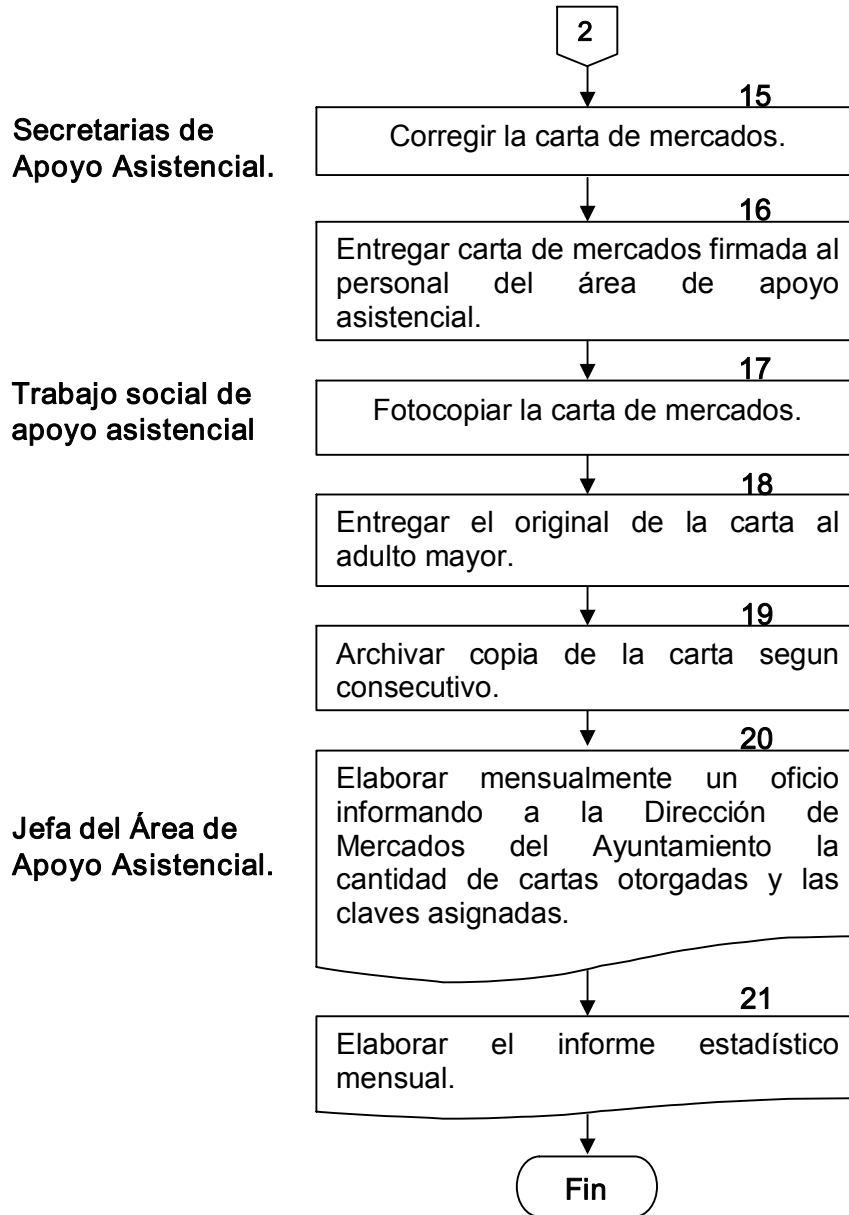 2
15
Secretarias de
Apoyo Asistencial.
Corregir la carta de mercados.
16
Entregar carta de mercados firmada al
personal del área de apoyo
asistencial.
17
Trabajo social de
apoyo asistencial
Fotocopiar la carta de mercados.
18
Entregar el original de la carta al
adulto mayor.
19
Archivar copia de la carta segun
consecutivo.
20
Jefa del Área de
Apoyo Asistencial.
Elaborar mensualmente un oficio
informando a la Dirección de
Mercados del Ayuntamiento la
cantidad de cartas otorgadas y las
claves asignadas.
21
Elaborar el informe estadístico
mensual.
Fin